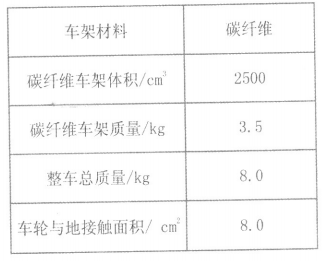 车架材料 碳纤维
碳纤维车架体积/cm³ 2500
碳纤维车架质量/kg 3.5
整车总质量/kg 8.0
车轮与地接触面积/ cm² 8.0